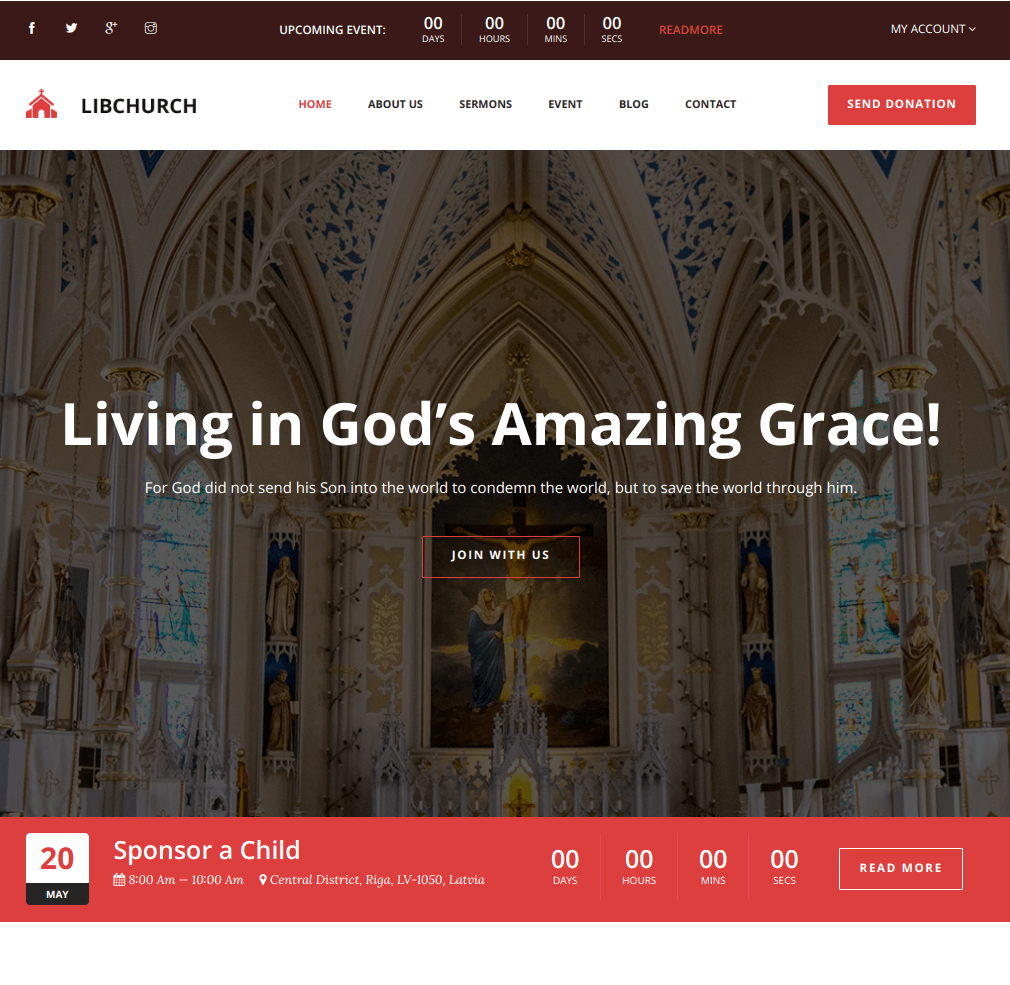 UPCOMING EVENT: 00 DAYS 00 HOURS 00 MINS 00 SECS READMORE MY ACCOUNT
LIBCHURCH HOME ABOUT US SERMONS EVENT BLOG CONTACT SEND DONATION
Living in God’s Amazing Grace!
For God did not send his Son into the world to condemn the world, but to save the world through him.
JOIN WITH US
20
MAY
Sponsor a Child
8:00 Am — 10:00 Am Central District, Riga, LV-1050, Latvia
00 00 00 00
DAYS HOURS MINS SECS
READ MORE